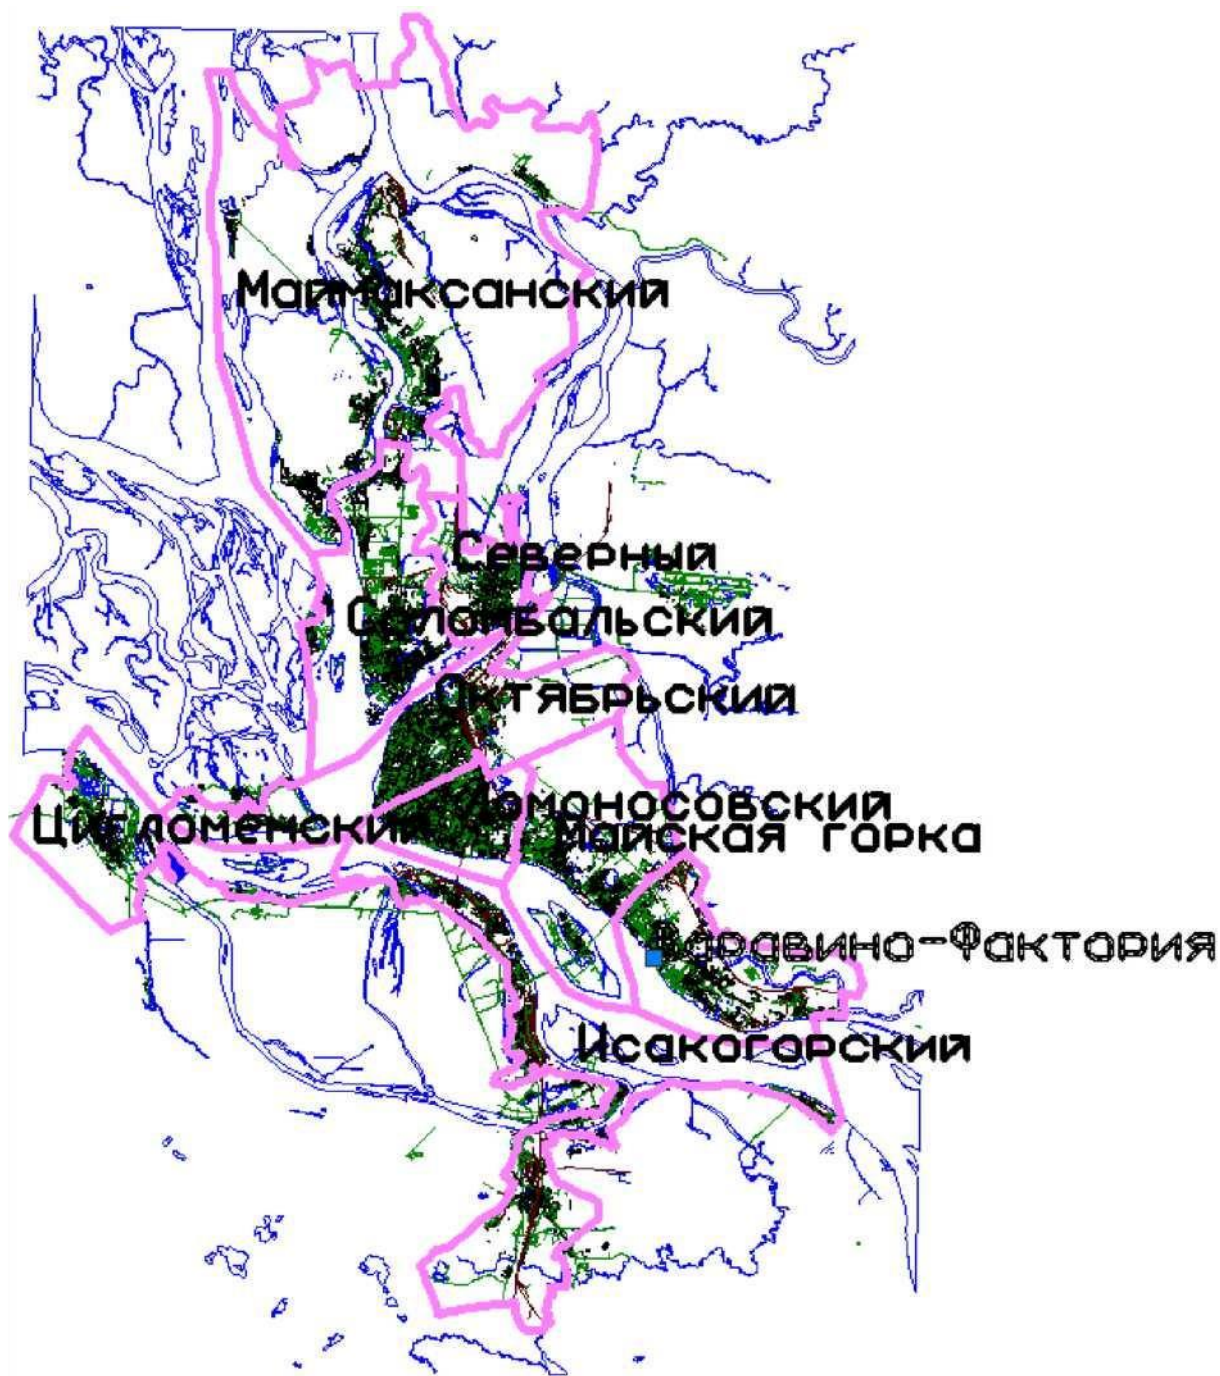 Маймаксанский
Северный
Соломбальский
Октябрьский
Ломоносовский
Цигломенский
Майская горка
Варавино-Фактория
Исакогорский